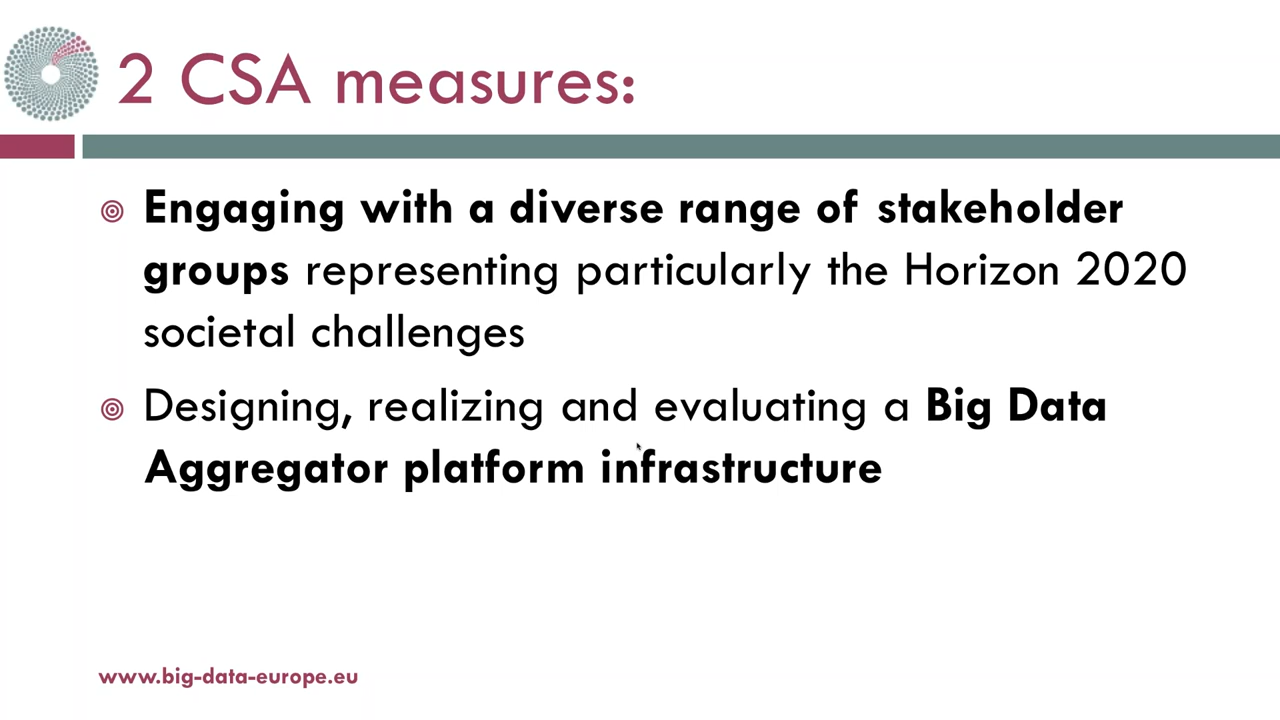 2 CSA measures:
Engaging with a diverse range of stakeholder
groups representing particularly the Horizon 2020
societal challenges
Designing, realizing and evaluating a Big Data
Aggregator platform infrastructure
www.big-data-europe.eu